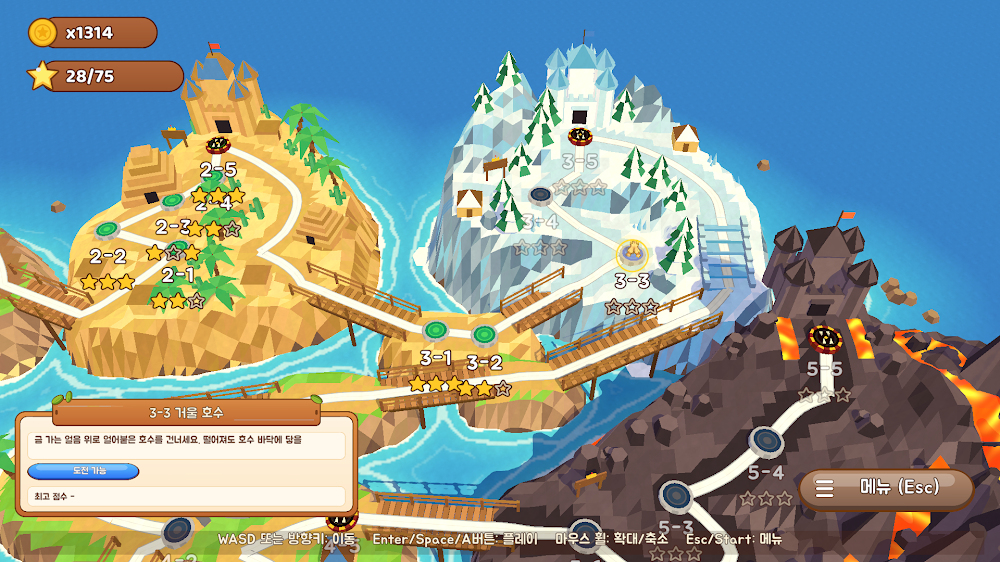 x1314
28/75
2-5
2-4
2-3
2-2
2-1
3-5
3-4
3-3
3-1
3-2
5-5
5-4
5-3
3-3 거울 호수
금 가는 얼음 위로 얼어붙은 호수를 건너세요. 떨어져도 호수 바닥에 닿을
도전 가능
최고 점수 -
메뉴 (Esc)
4-2
4-5
WASD 또는 방향키: 이동 Enter/Space/A버튼: 플레이 마우스 휠: 확대/축소 Esc/Start: 메뉴